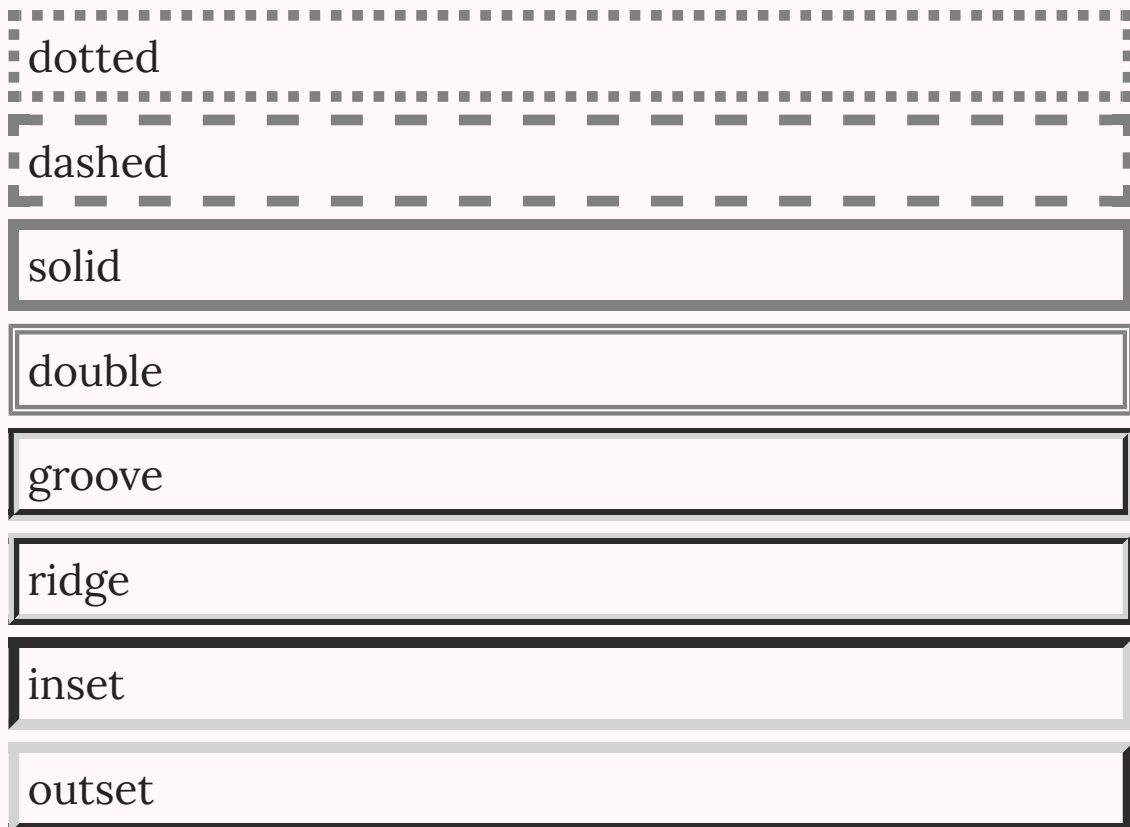 dotted
dashed
solid
double
groove
ridge
inset
outset